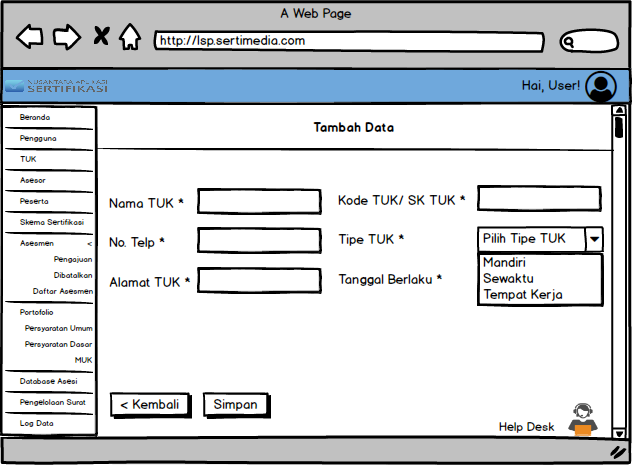 A Web Page
http://lsp.sertimedia.com
NUSANTARA APLIKASI
SERTIFIKASI
Hai, User!
Beranda
Pengguna
TUK
Asesor
Peserta
Skema Sertifikasi
Asesmen <
Pengajuan
Dibatalkan
Daftar Asesmen
Portofolio
Persyaratan Umum
Persyaratan Dasar
MUK
Database Asesi
Pengelolaan Surat
Log Data
Tambah Data
Nama TUK *
Kode TUK/ SK TUK *
No. Telp *
Tipe TUK *
Pilih Tipe TUK
Mandiri
Sewaktu
Tempat Kerja
Alamat TUK *
Tanggal Berlaku *
< Kembali
Simpan
Help Desk